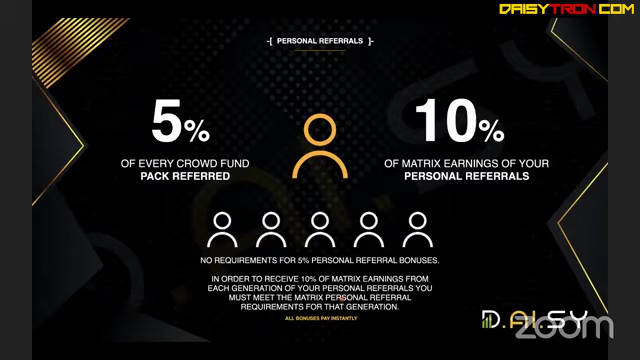 DAISYTRON.COM
-[ PERSONAL REFERRALS ]-
5% 10%
OF EVERY CROWD FUND
PACK REFERRED
OF MATRIX EARNINGS OF YOUR
PERSONAL REFERRALS
NO REQUIREMENTS FOR 5% PERSONAL REFERRAL BONUSES.
IN ORDER TO RECEIVE 10% OF MATRIX EARNINGS FROM
EACH GENERATION OF YOUR PERSONAL REFERRALS YOU
MUST MEET THE MATRIX PERSONAL REFERRAL
REQUIREMENTS FOR THAT GENERATION.
ALL BONUSES PAY INSTANTLY
D.AI.SY
zoom